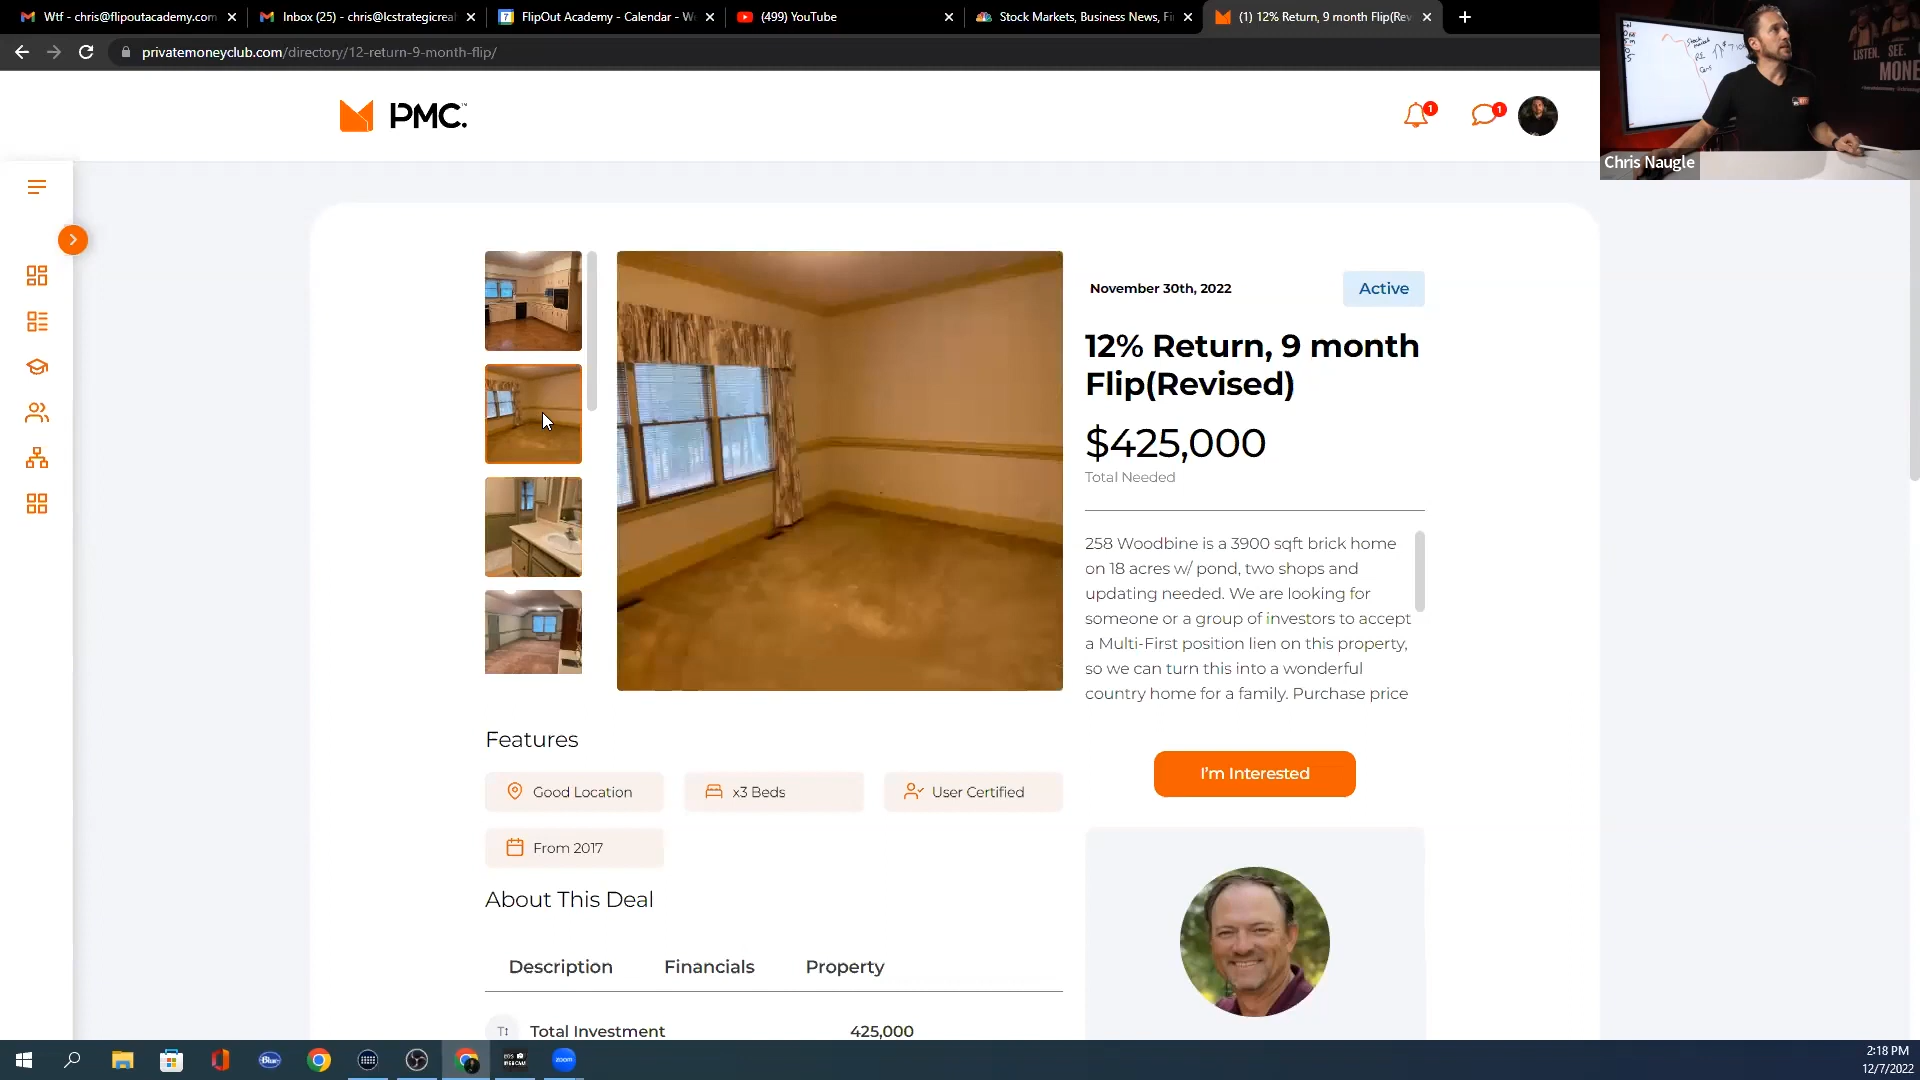 Wtf - chris@flipoutacademy.com
Inbox (25) - chris@lcstrategicreal
FlipOut Academy - Calendar - We
(499) YouTube
Stock Markets, Business News, Fi
(1) 12% Return, 9 month Flip(Rev
privatemoneyclub.com/directory/12-return-9-month-flip/
LISTEN. SEE.
MONEY
Chris Naugle
PMC.
1
1
November 30th, 2022
Active
12% Return, 9 month
Flip(Revised)
$425,000
Total Needed
258 Woodbine is a 3900 sqft brick home
on 18 acres w/ pond, two shops and
updating needed. We are looking for
someone or a group of investors to accept
a Multi-First position lien on this property,
so we can turn this into a wonderful
country home for a family. Purchase price
I'm Interested
Features
Good Location
x3 Beds
User Certified
From 2017
About This Deal
Description
Financials
Property
Total Investment
425,000
Blue
zoom
2:18 PM
12/7/2022